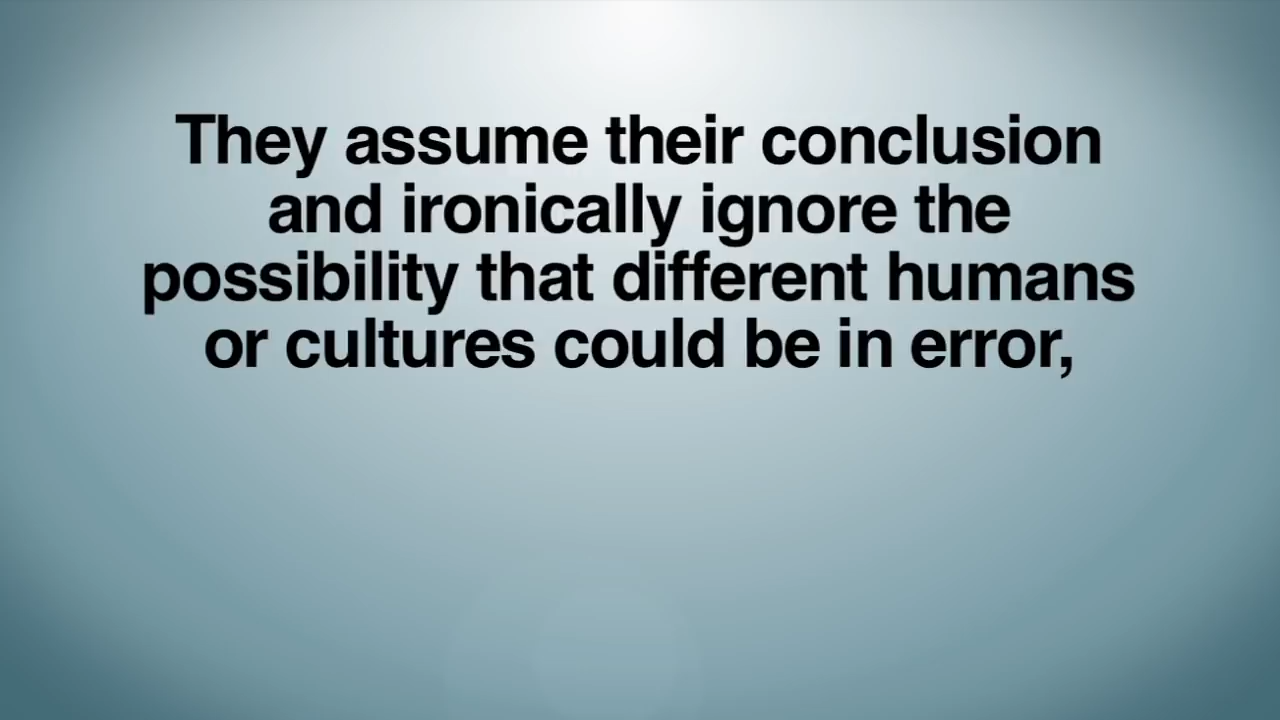 They assume their conclusion
and ironically ignore the
possibility that different humans
or cultures could be in error,